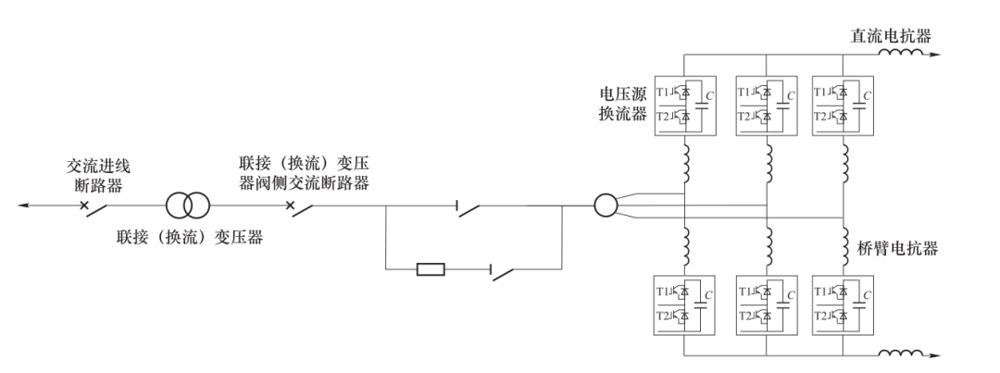 直流电抗器
电压源
换流器
T1
T2
C
T1
T2
C
T1
T2
C
交流进线
断路器
联接（换流）变压
器阀侧交流断路器
联接（换流）变压器
桥臂电抗器
T1
T2
C
T1
T2
C
T1
T2
C